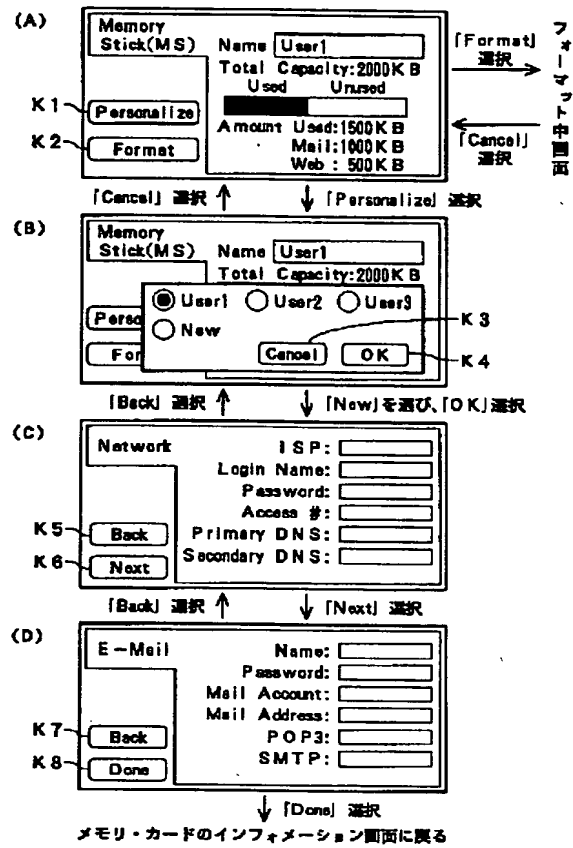 (A)
Memory
Stick(MS)
Name User1
Total Capacity:2000KB
Used Unused
Amount Used:1500KB
Mail:1000KB
Web : 500KB
K1
Personalize
K2
Format
「Format」
選択
「Cancel」
選択
フォーマット中画面
「Cancel」 選択
「Personalize」 選択
(B)
Memory
Stick(MS)
Name User1
Total Capacity:2000KB
Perso
For
User1 User2 User3
New
Cancel OK
K3
K4
「Back」 選択
「New」を選び、「OK」選択
(C)
Network
ISP:
Login Name:
Password:
Access #:
Primary DNS:
Secondary DNS:
K5
Back
K6
Next
「Back」 選択
「Next」 選択
(D)
E-Mail
Name:
Password:
Mail Account:
Mail Address:
POP3:
SMTP:
K7
Back
K8
Done
「Done」 選択
メモリ・カードのインフォメーション画面に戻る